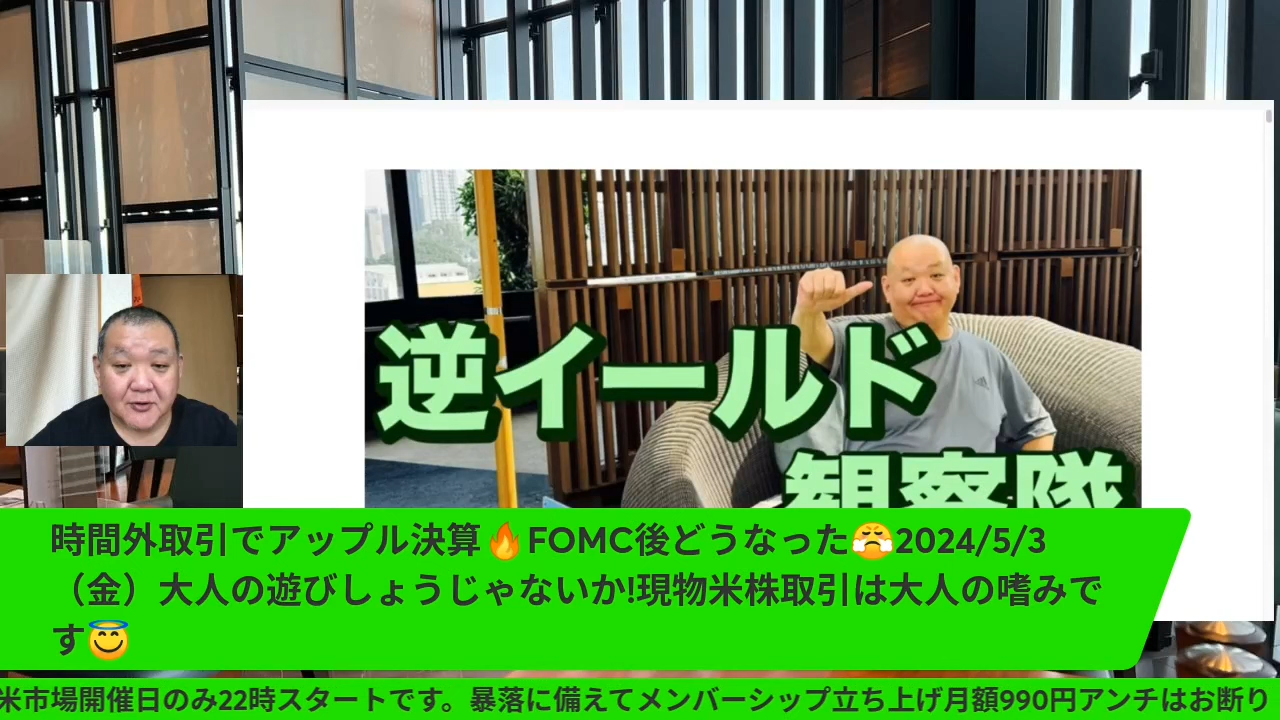 逆イールド
観察隊
時間外取引でアップル決算🔥FOMC後どうなった😤2024/5/3
（金）大人の遊びしょうじゃないか!現物米株取引は大人の嗜みで
す😇
米市場開催日のみ22時スタートです。暴落に備えてメンバーシップ立ち上げ月額990円アンチはお断り